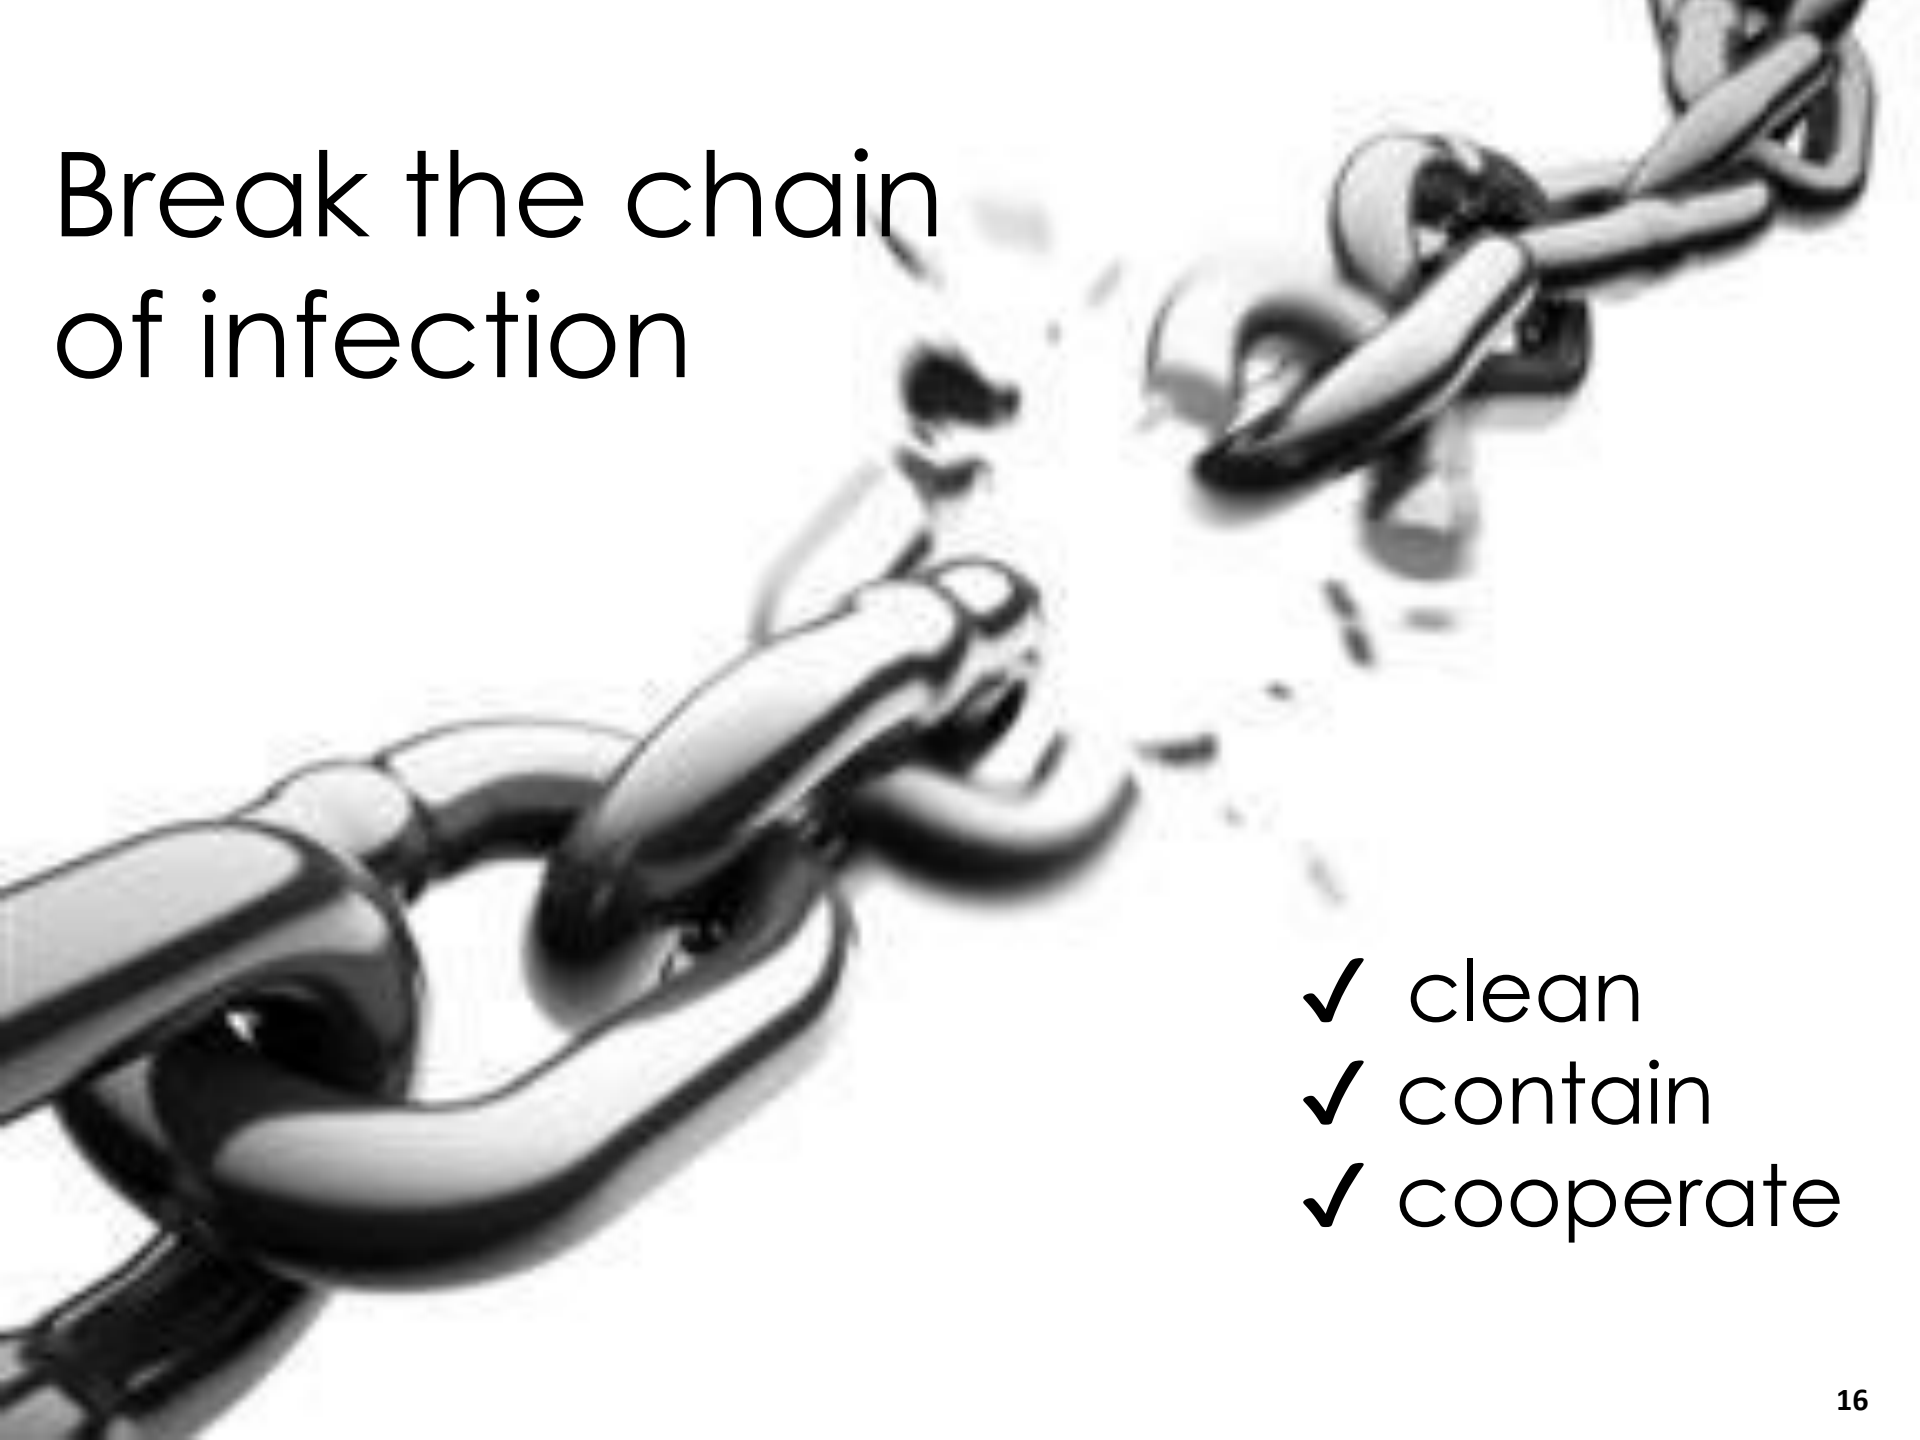 Break the chain
of infection
✓ clean
✓ contain
✓ cooperate
16